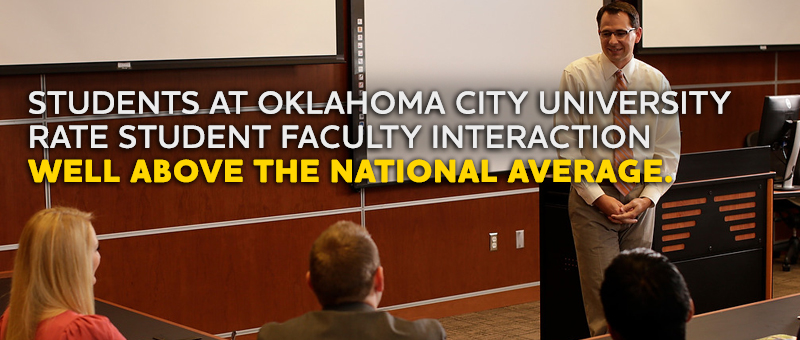 STUDENTS AT OKLAHOMA CITY UNIVERSITY
RATE STUDENT FACULTY INTERACTION
WELL ABOVE THE NATIONAL AVERAGE.